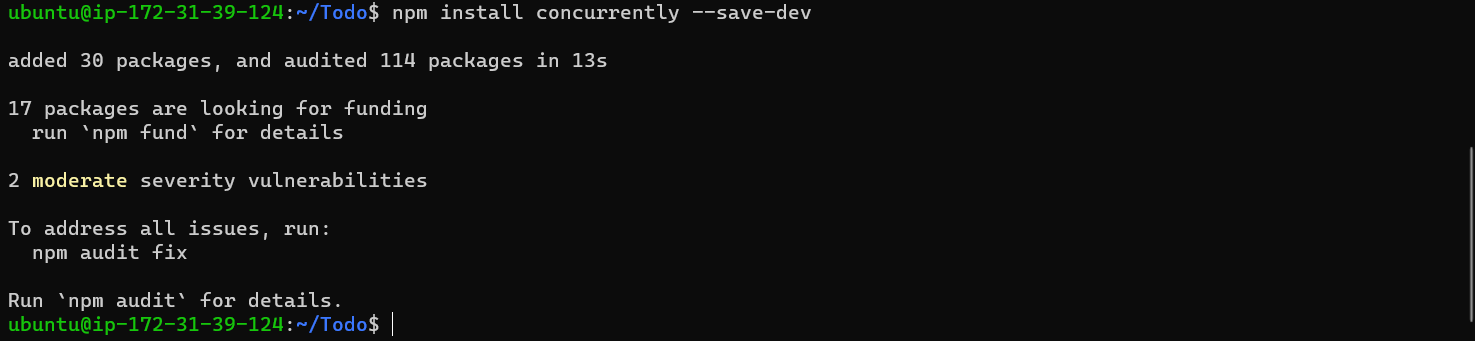 ubuntu@ip-172-31-39-124:~/Todo$ npm install concurrently --save-dev
added 30 packages, and audited 114 packages in 13s
17 packages are looking for funding
  run `npm fund` for details
2 moderate severity vulnerabilities
To address all issues, run:
  npm audit fix
Run `npm audit` for details.
ubuntu@ip-172-31-39-124:~/Todo$